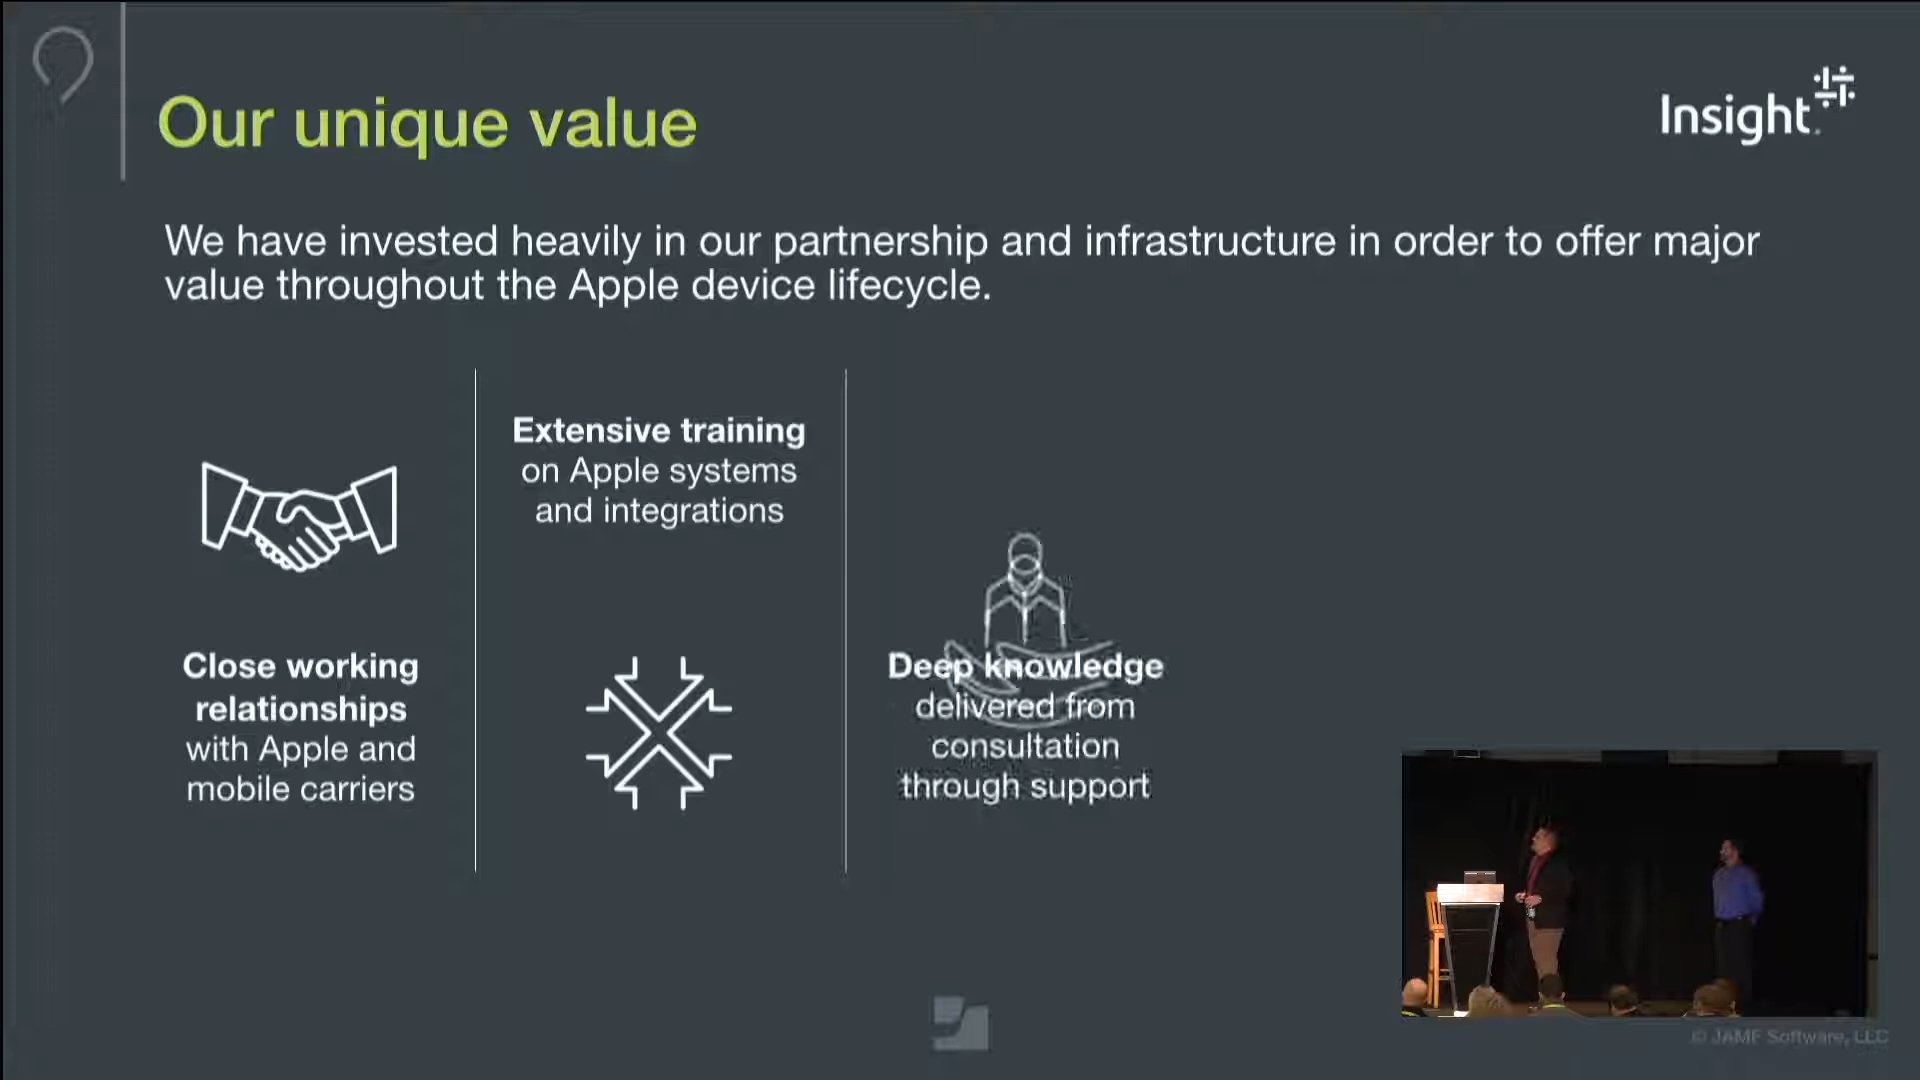 Our unique value
Insight
We have invested heavily in our partnership and infrastructure in order to offer major
value throughout the Apple device lifecycle.
Close working
relationships
with Apple and
mobile carriers
Extensive training
on Apple systems
and integrations
Deep knowledge
delivered from
consultation
through support
© JAMF Software, LLC